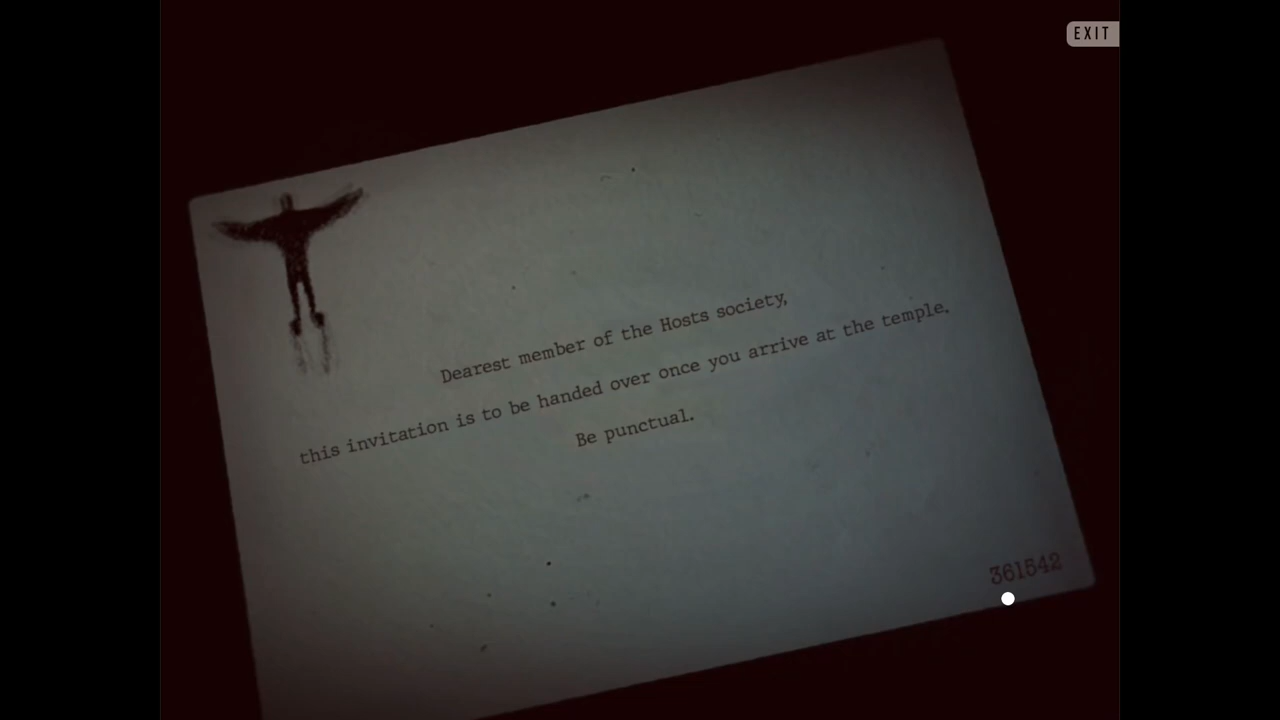 EXIT
Dearest member of the Hosts society,
this invitation is to be handed over once you arrive at the temple.
Be punctual.
361542